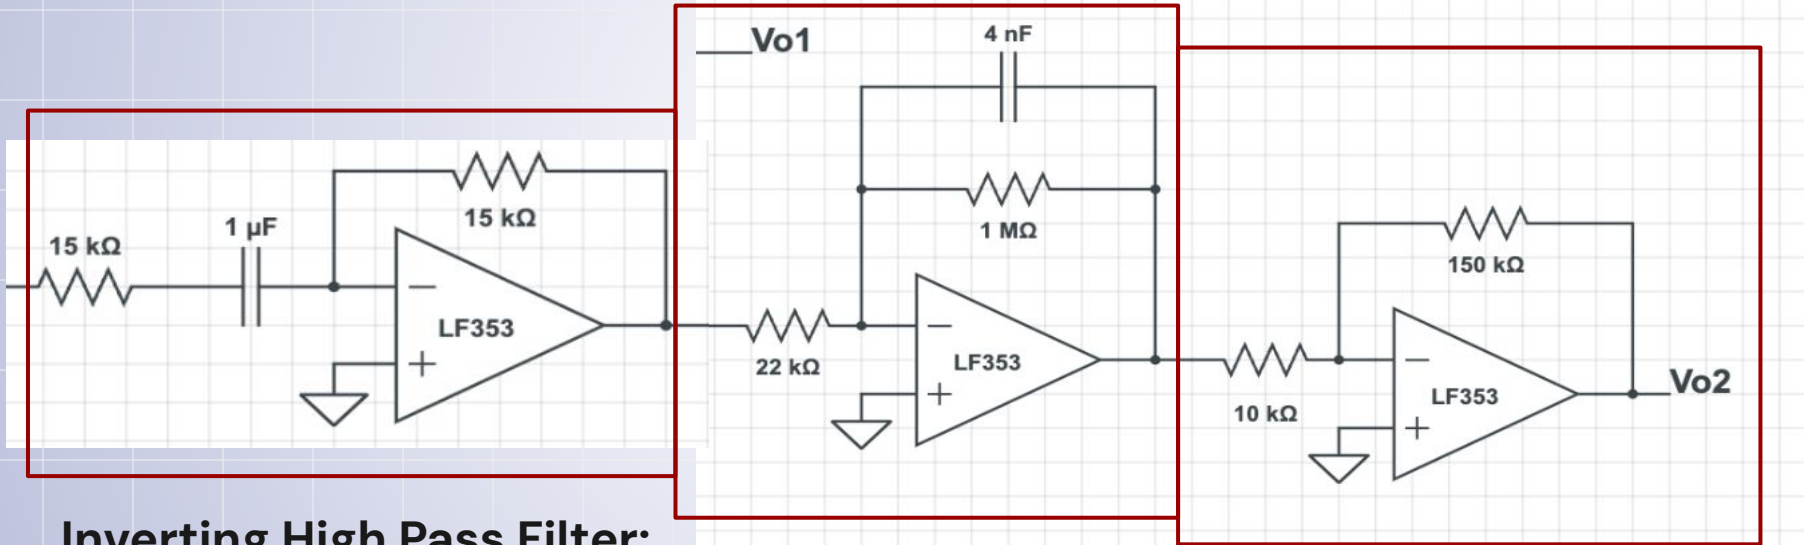 Vo1
4 nF
15 kΩ
1 µF
15 kΩ
LF353
1 MΩ
22 kΩ
LF353
150 kΩ
10 kΩ
LF353
Vo2
Inverting High Pass Filter: